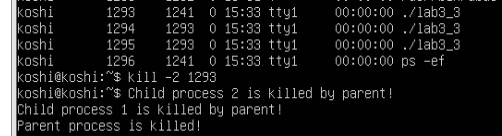 koshi 1293 1241 0 15:33 tty1 00:00:00 ./lab3_3
koshi 1294 1293 0 15:33 tty1 00:00:00 ./lab3_3
koshi 1295 1293 0 15:33 tty1 00:00:00 ./lab3_3
koshi 1296 1241 0 15:33 tty1 00:00:00 ps -ef
koshi@koshi:~$ kill -2 1293
koshi@koshi:~$ Child process 2 is killed by parent!
Child process 1 is killed by parent!
Parent process is killed!